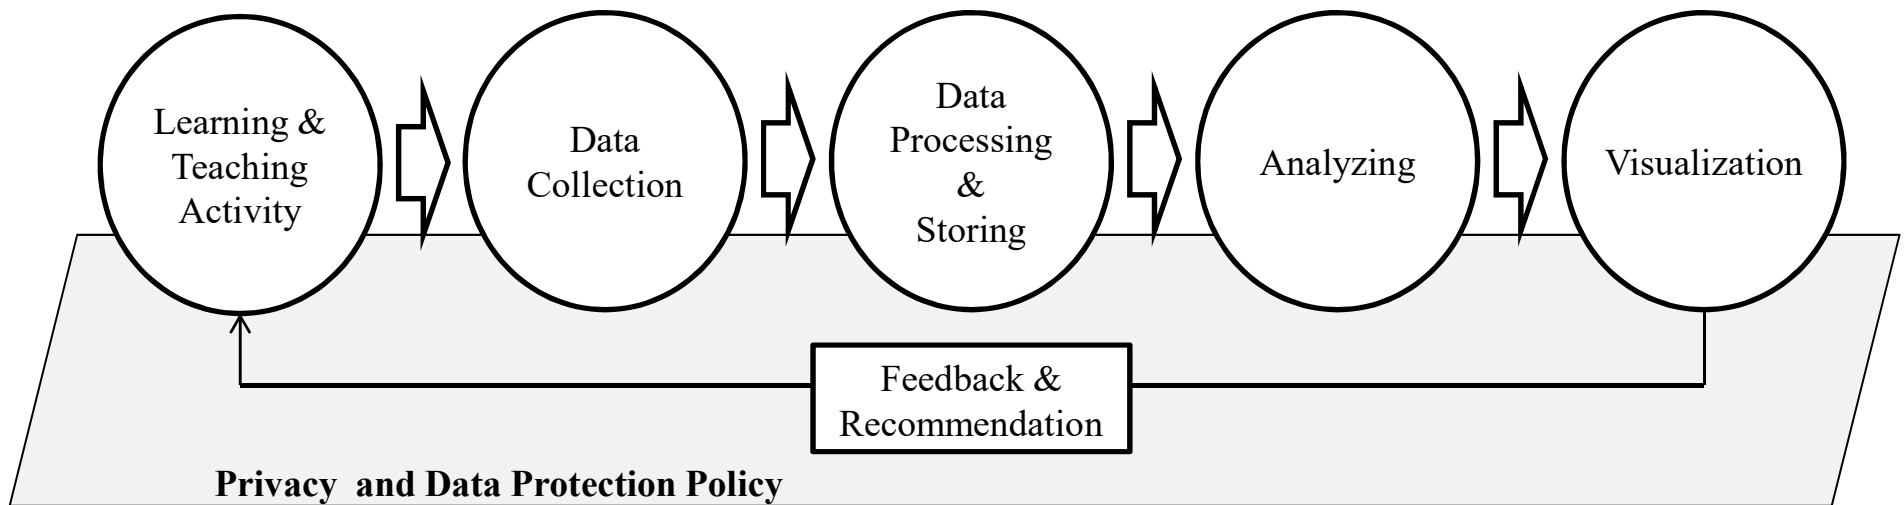 Learning &
Teaching
Activity
Data
Collection
Data
Processing
&
Storing
Analyzing
Visualization
Feedback &
Recommendation
Privacy  and Data Protection Policy